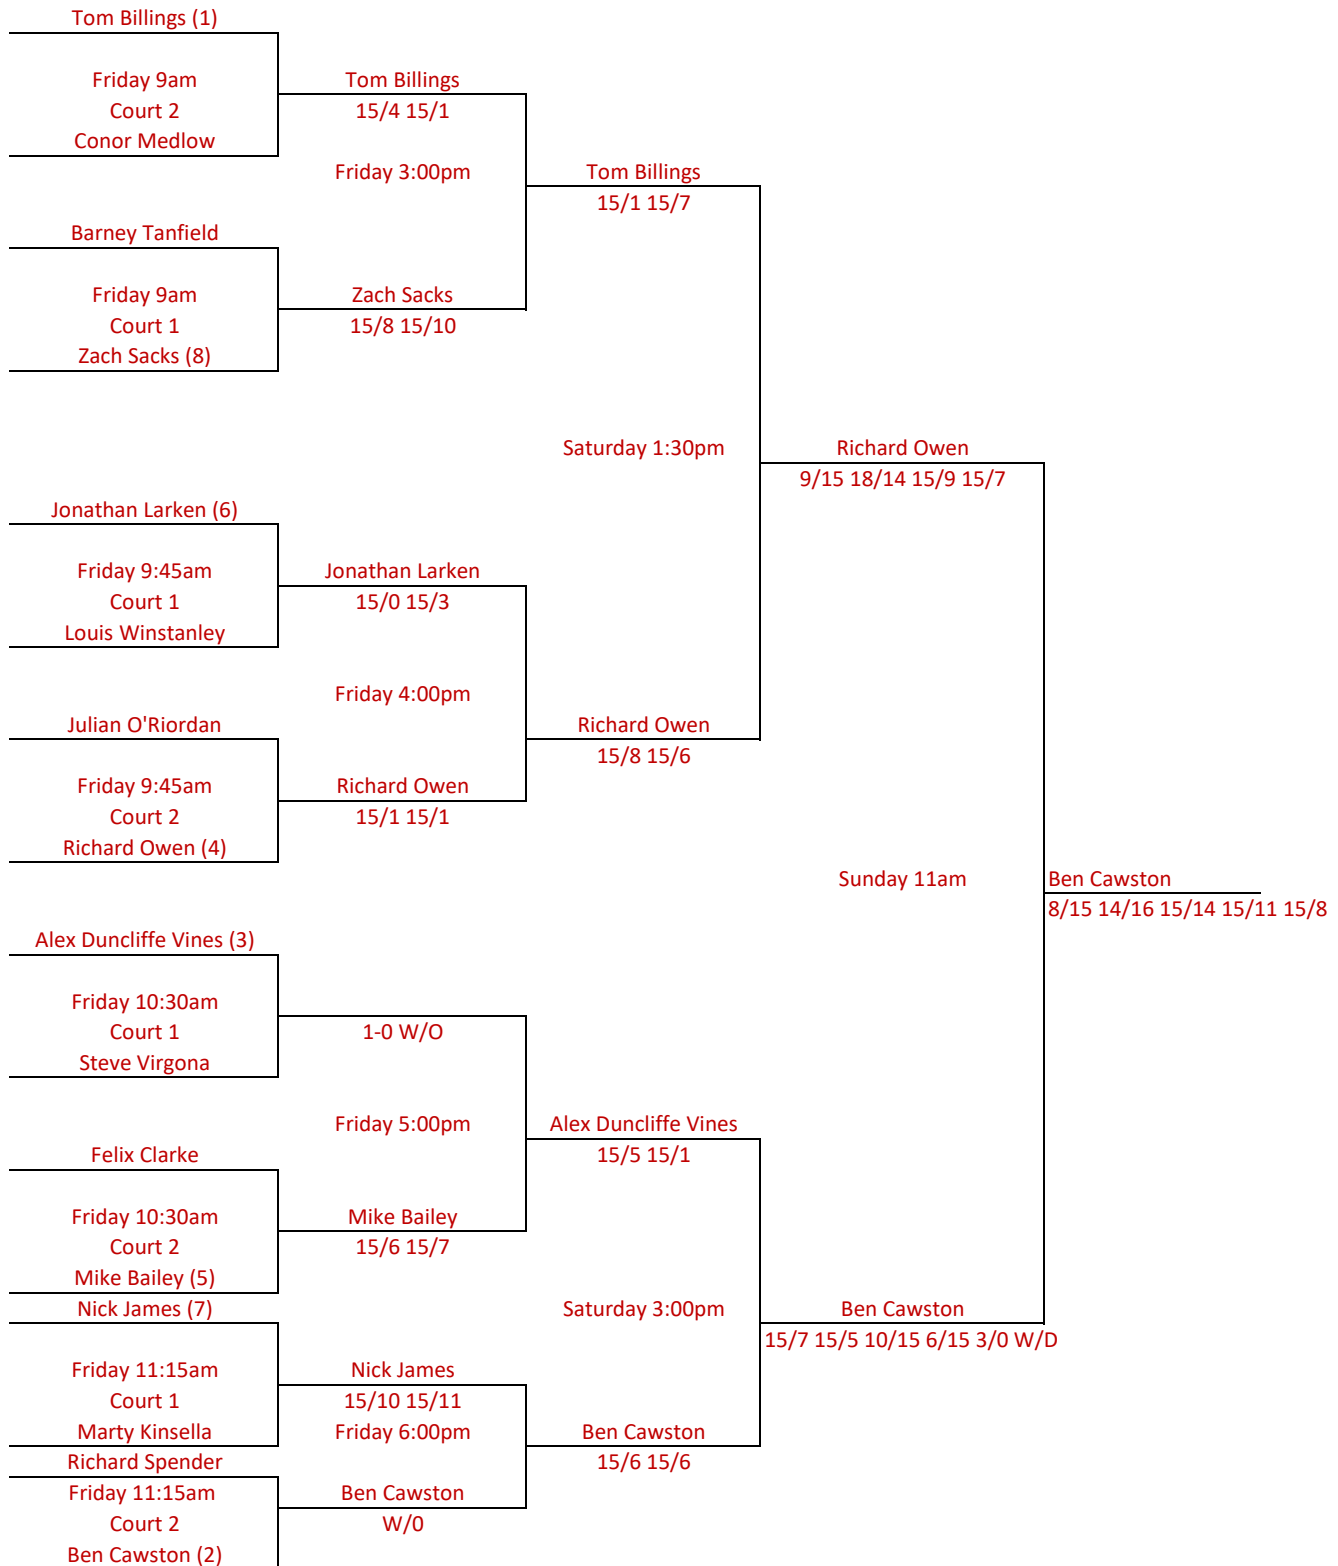 Tom Billings (1)
Friday 9am
Tom Billings
Court 2
15/4 15/1
Conor Medlow
Friday 3:00pm
Tom Billings
15/1 15/7
Barney Tanfield
Friday 9am
Zach Sacks
Court 1
15/8 15/10
Zach Sacks (8)
Saturday 1:30pm
Richard Owen
9/15 18/14 15/9 15/7
Jonathan Larken (6)
Friday 9:45am
Jonathan Larken
Court 1
15/0 15/3
Louis Winstanley
Friday 4:00pm
Julian O'Riordan
Richard Owen
15/8 15/6
Friday 9:45am
Richard Owen
Court 2
15/1 15/1
Richard Owen (4)
Sunday 11am
Ben Cawston
8/15 14/16 15/14 15/11 15/8
Alex Duncliffe Vines (3)
Friday 10:30am
Court 1
1-0 W/O
Steve Virgona
Friday 5:00pm
Alex Duncliffe Vines
Felix Clarke
15/5 15/1
Friday 10:30am
Mike Bailey
Court 2
15/6 15/7
Mike Bailey (5)
Nick James (7)
Saturday 3:00pm
Ben Cawston
15/7 15/5 10/15 6/15 3/0 W/D
Friday 11:15am
Nick James
Court 1
15/10 15/11
Marty Kinsella
Friday 6:00pm
Ben Cawston
Richard Spender
15/6 15/6
Friday 11:15am
Ben Cawston
Court 2
W/0
Ben Cawston (2)